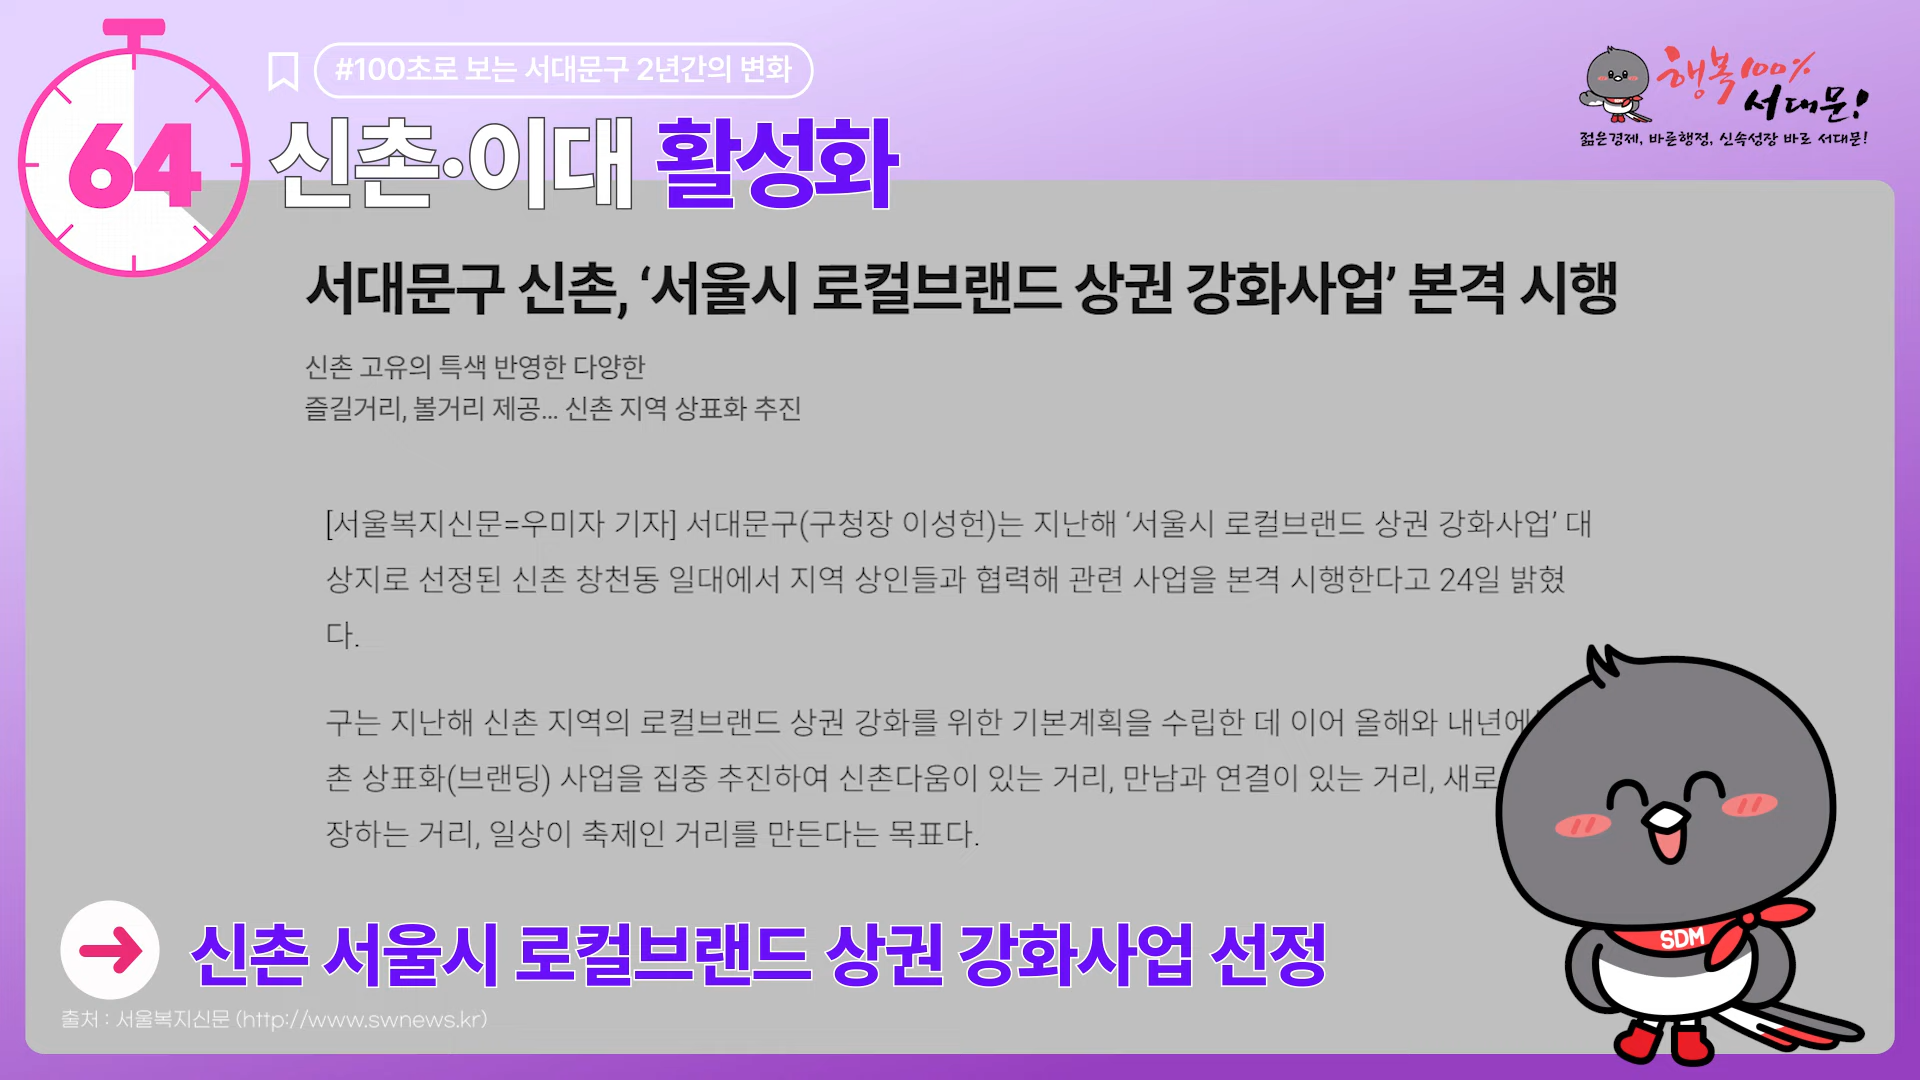 64
#100초로 보는 서대문구 2년간의 변화
신촌·이대 활성화
행복100%
서대문!
젊은경제, 바른행정, 신속성장 바로 서대문!
서대문구 신촌, ‘서울시 로컬브랜드 상권 강화사업’ 본격 시행
신촌 고유의 특색 반영한 다양한
즐길거리, 볼거리 제공... 신촌 지역 상표화 추진
[서울복지신문=우미자 기자] 서대문구(구청장 이성헌)는 지난해 ‘서울시 로컬브랜드 상권 강화사업’ 대
상지로 선정된 신촌 창천동 일대에서 지역 상인들과 협력해 관련 사업을 본격 시행한다고 24일 밝혔
다.
구는 지난해 신촌 지역의 로컬브랜드 상권 강화를 위한 기본계획을 수립한 데 이어 올해와 내년에
촌 상표화(브랜딩) 사업을 집중 추진하여 신촌다움이 있는 거리, 만남과 연결이 있는 거리, 새로
장하는 거리, 일상이 축제인 거리를 만든다는 목표다.
SDM
신촌 서울시 로컬브랜드 상권 강화사업 선정
출처 : 서울복지신문 (http://www.swnews.kr)